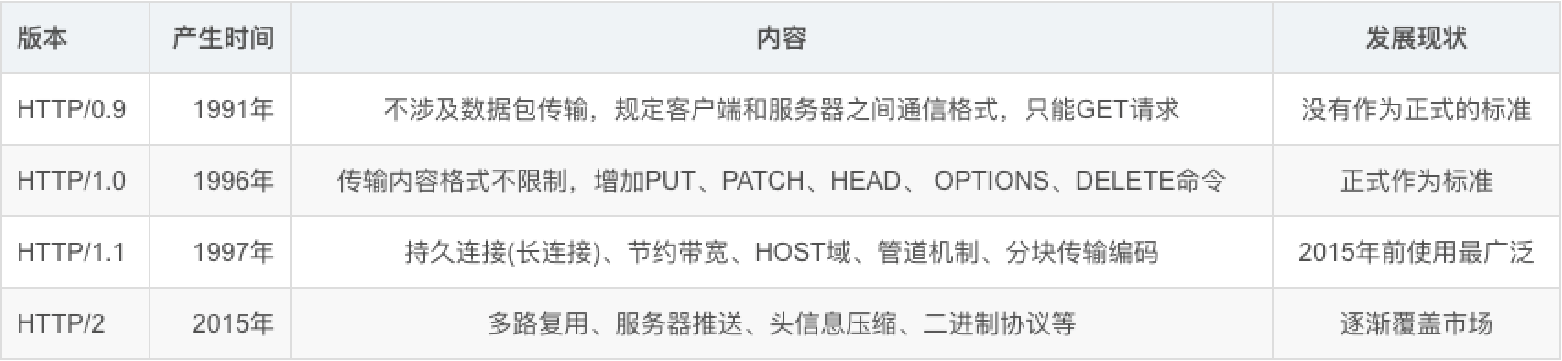 版本 产生时间 内容 发展现状
HTTP/0.9 1991年 不涉及数据包传输，规定客户端和服务器之间通信格式，只能GET请求 没有作为正式的标准
HTTP/1.0 1996年 传输内容格式不限制，增加PUT、PATCH、HEAD、 OPTIONS、DELETE命令 正式作为标准
HTTP/1.1 1997年 持久连接(长连接)、节约带宽、HOST域、管道机制、分块传输编码 2015年前使用最广泛
HTTP/2 2015年 多路复用、服务器推送、头信息压缩、二进制协议等 逐渐覆盖市场